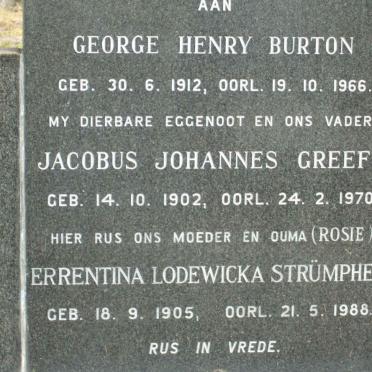 AAN
GEORGE HENRY BURTON
GEB. 30. 6. 1912, OORL. 19. 10. 1966.
MY DIERBARE EGGENOOT EN ONS VADER
JACOBUS JOHANNES GREEF
GEB. 14. 10. 1902, OORL. 24. 2. 1970
HIER RUS ONS MOEDER EN OUMA (ROSIE)
ERRENTINA LODEWICKA STRÜMPHE
GEB. 18. 9. 1905, OORL. 21. 5. 1988.
RUS IN VREDE.